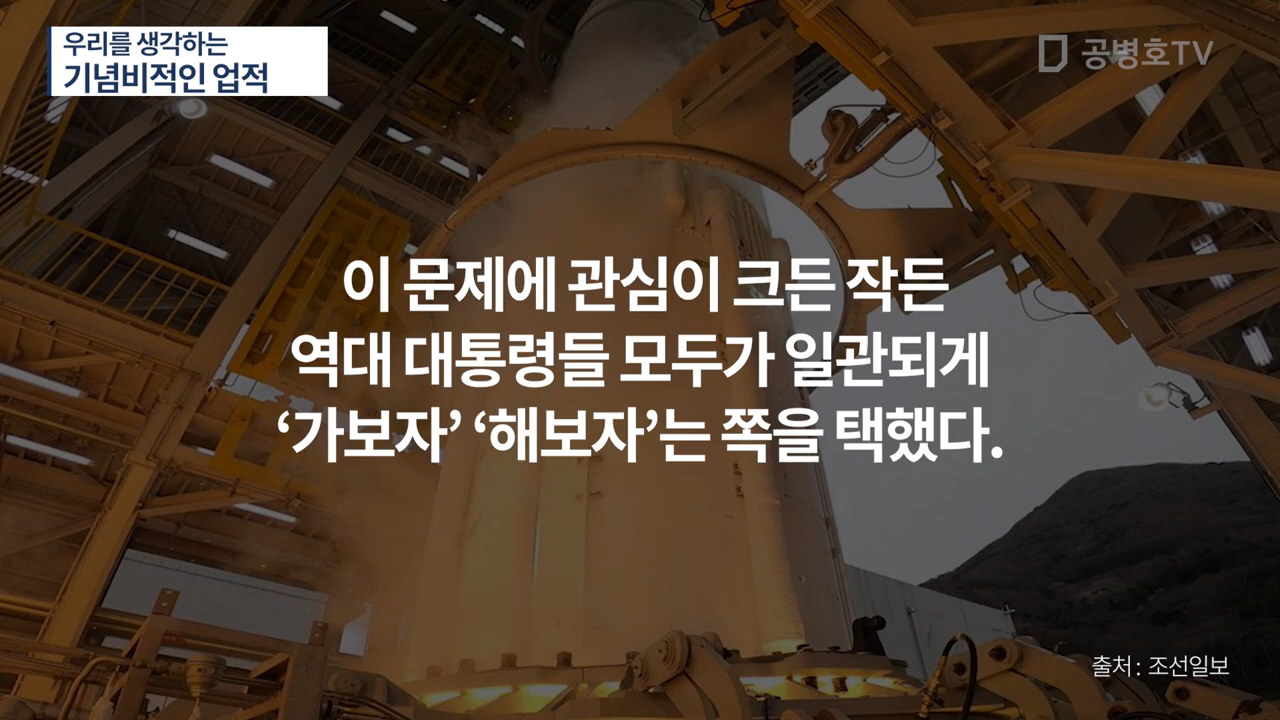 우리를 생각하는
기념비적인 업적
공병호TV
이 문제에 관심이 크든 작든
역대 대통령들 모두가 일관되게
‘가보자’ ‘해보자’는 쪽을 택했다.
출처 : 조선일보